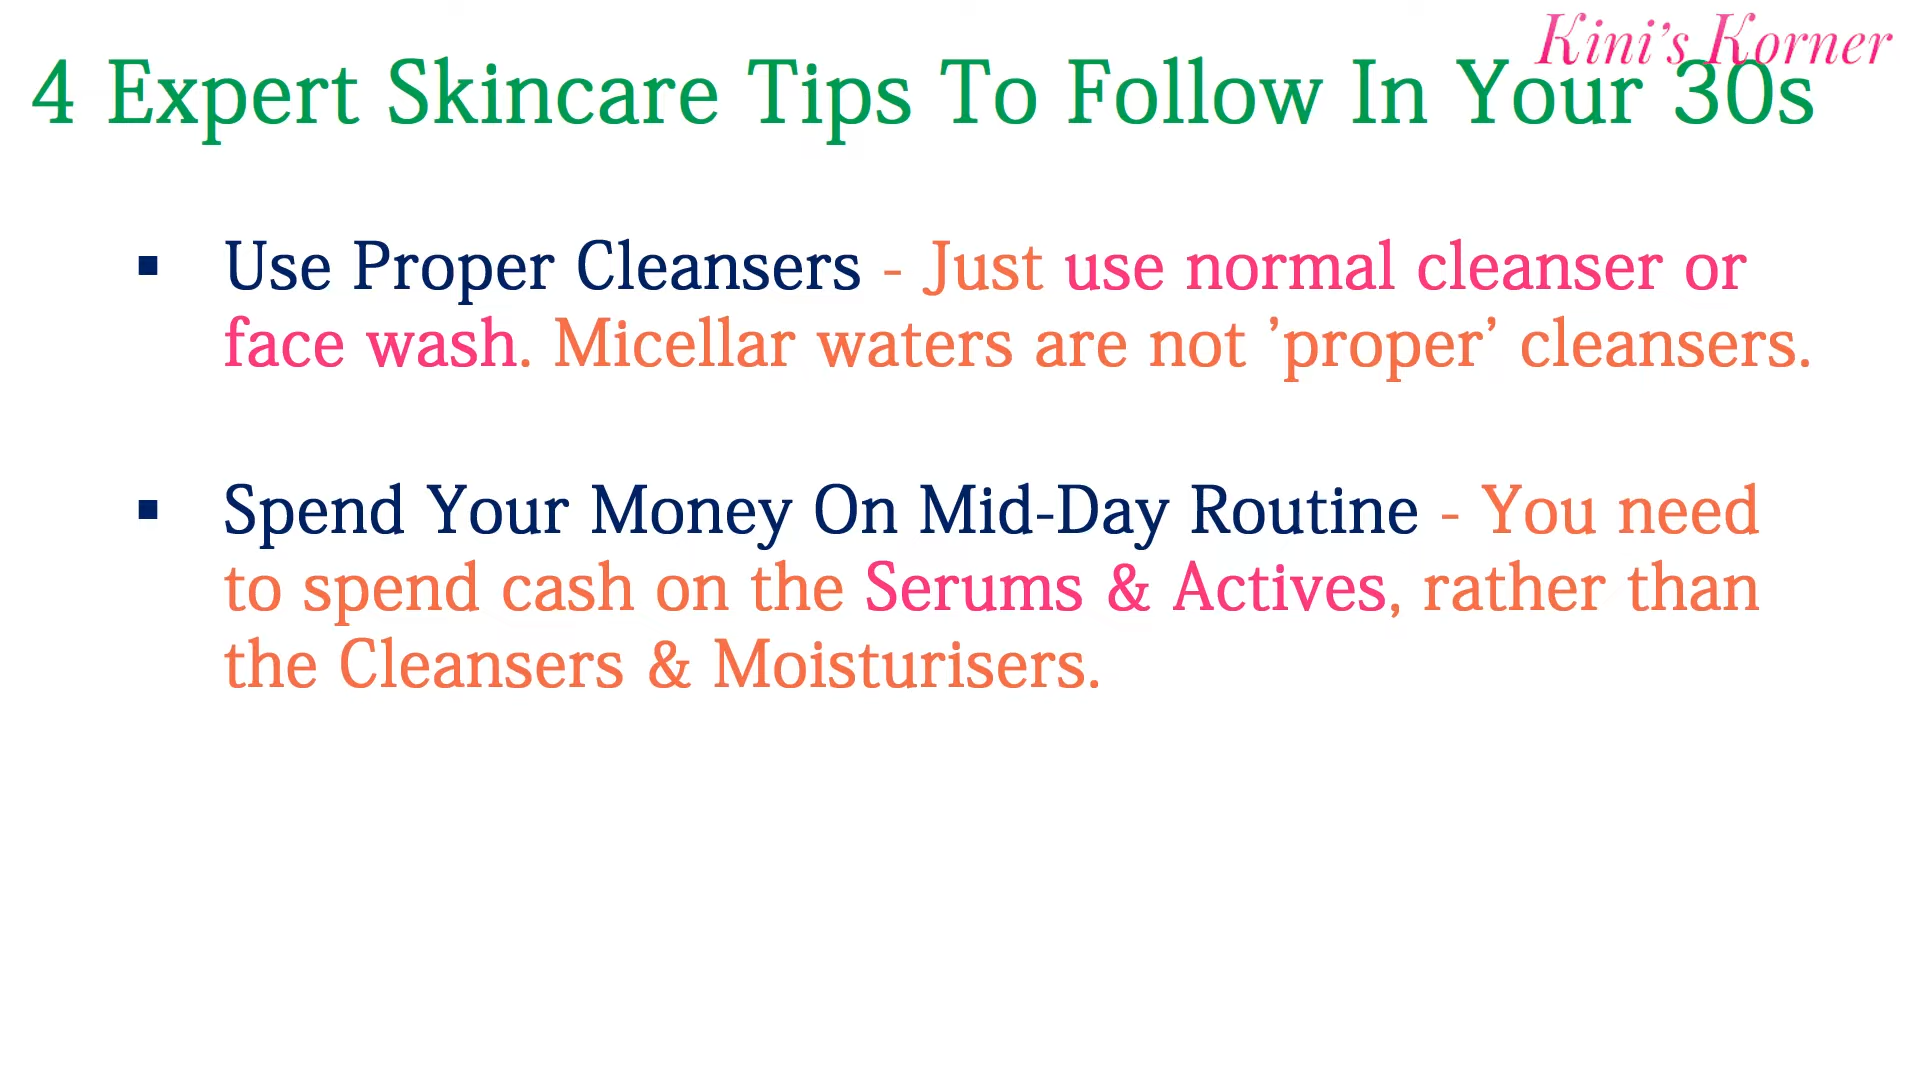 Kini's Korner
4 Expert Skincare Tips To Follow In Your 30s
▪ Use Proper Cleansers - Just use normal cleanser or
face wash. Micellar waters are not ’proper’ cleansers.
▪ Spend Your Money On Mid-Day Routine - You need
to spend cash on the Serums & Actives, rather than
the Cleansers & Moisturisers.